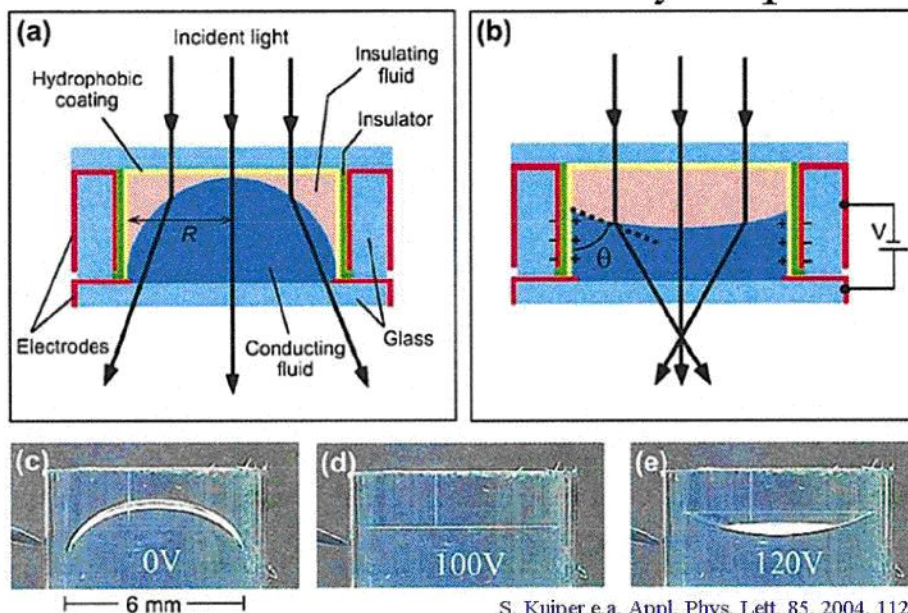 (a)
Incident light
Hydrophobic
coating
Insulating
fluid
Insulator
R
Electrodes
Conducting
fluid
Glass
(b)
θ
V
(c)
0V
6 mm
(d)
100V
(e)
120V
S. Kuiper e.a. Appl. Phys. Lett. 85, 2004, 112